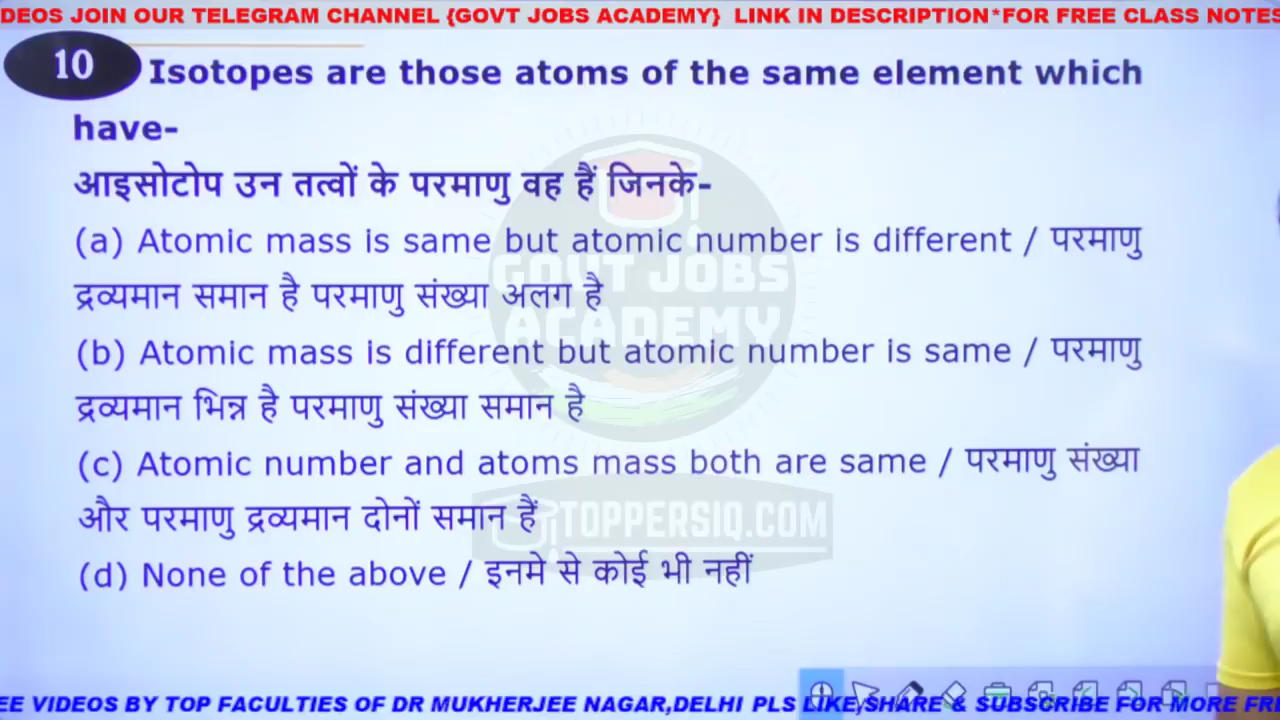 DEOS JOIN OUR TELEGRAM CHANNEL {GOVT JOBS ACADEMY} LINK IN DESCRIPTION*FOR FREE CLASS NOTES
10 Isotopes are those atoms of the same element which
have-
आइसोटोप उन तत्वों के परमाणु वह हैं जिनके-
(a) Atomic mass is same but atomic number is different / परमाणु
द्रव्यमान समान है परमाणु संख्या अलग है
GOVT JOBS
ACADEMY
(b) Atomic mass is different but atomic number is same / परमाणु
द्रव्यमान भिन्न है परमाणु संख्या समान है
(c) Atomic number and atoms mass both are same / परमाणु संख्या
और परमाणु द्रव्यमान दोनों समान हैं
TOPPERSIQ.COM
(d) None of the above / इनमे से कोई भी नहीं
EE VIDEOS BY TOP FACULTIES OF DR MUKHERJEE NAGAR,DELHI PLS LIKE,SHARE & SUBSCRIBE FOR MORE FRE